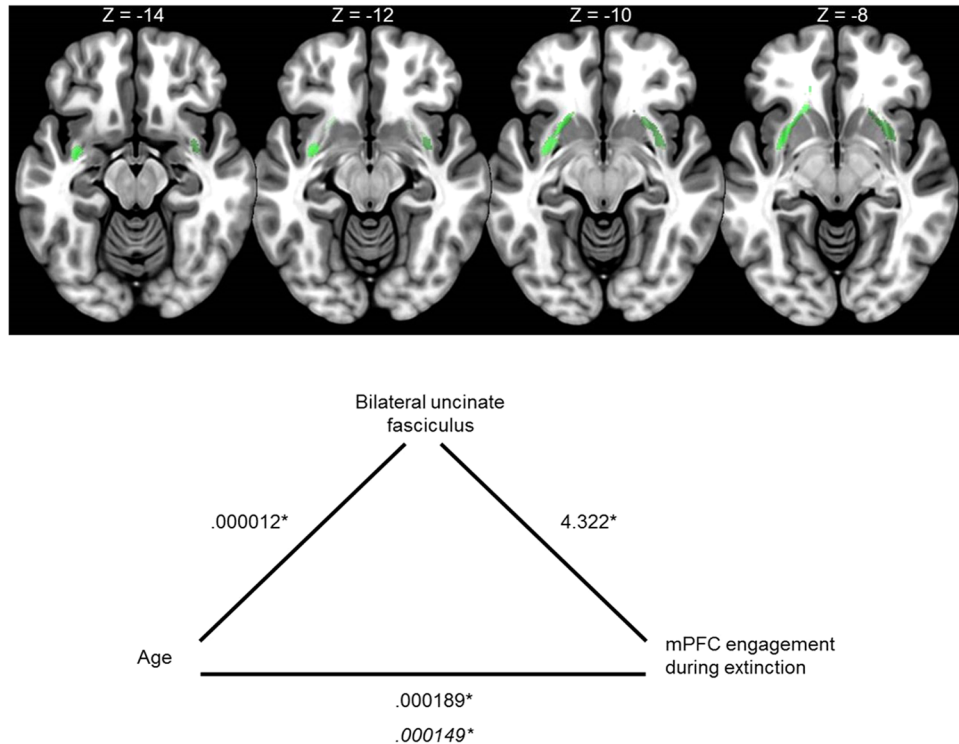 Z = -14
Z = -12
Z = -10
Z = -8
Bilateral uncinate
fasciculus
.000012*
4.322*
Age
mPFC engagement
during extinction
.000189*
.000149*